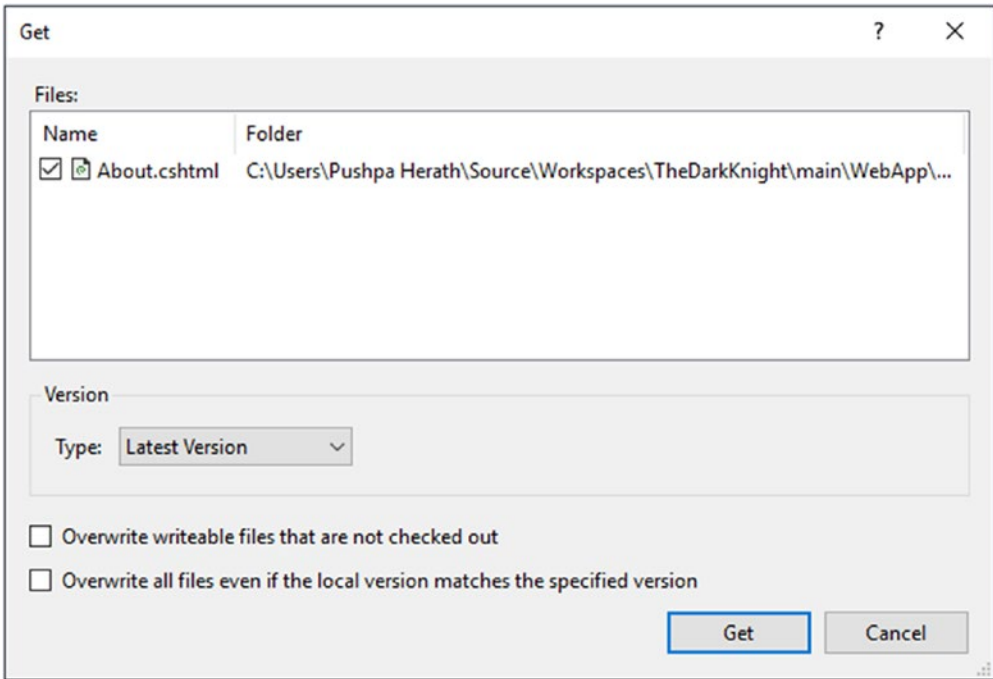 Get
?
Files:
Name Folder
About.cshtml C:\Users\Pushpa Herath\Source\Workspaces\TheDarkKnight\main\WebApp\...
Version
Type: Latest Version
Overwrite writeable files that are not checked out
Overwrite all files even if the local version matches the specified version
Get Cancel